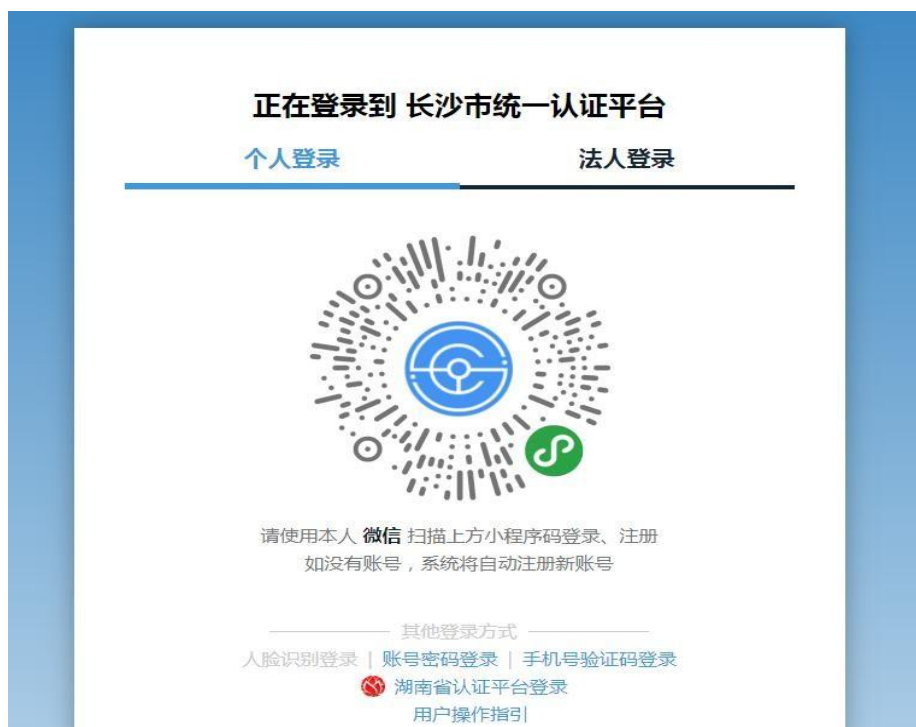 正在登录到 长沙市统一认证平台
个人登录 法人登录
请使用本人 微信 扫描上方小程序码登录、注册
如没有账号，系统将自动注册新账号
其他登录方式
人脸识别登录 | 账号密码登录 | 手机号验证码登录
湖南省认证平台登录
用户操作指引